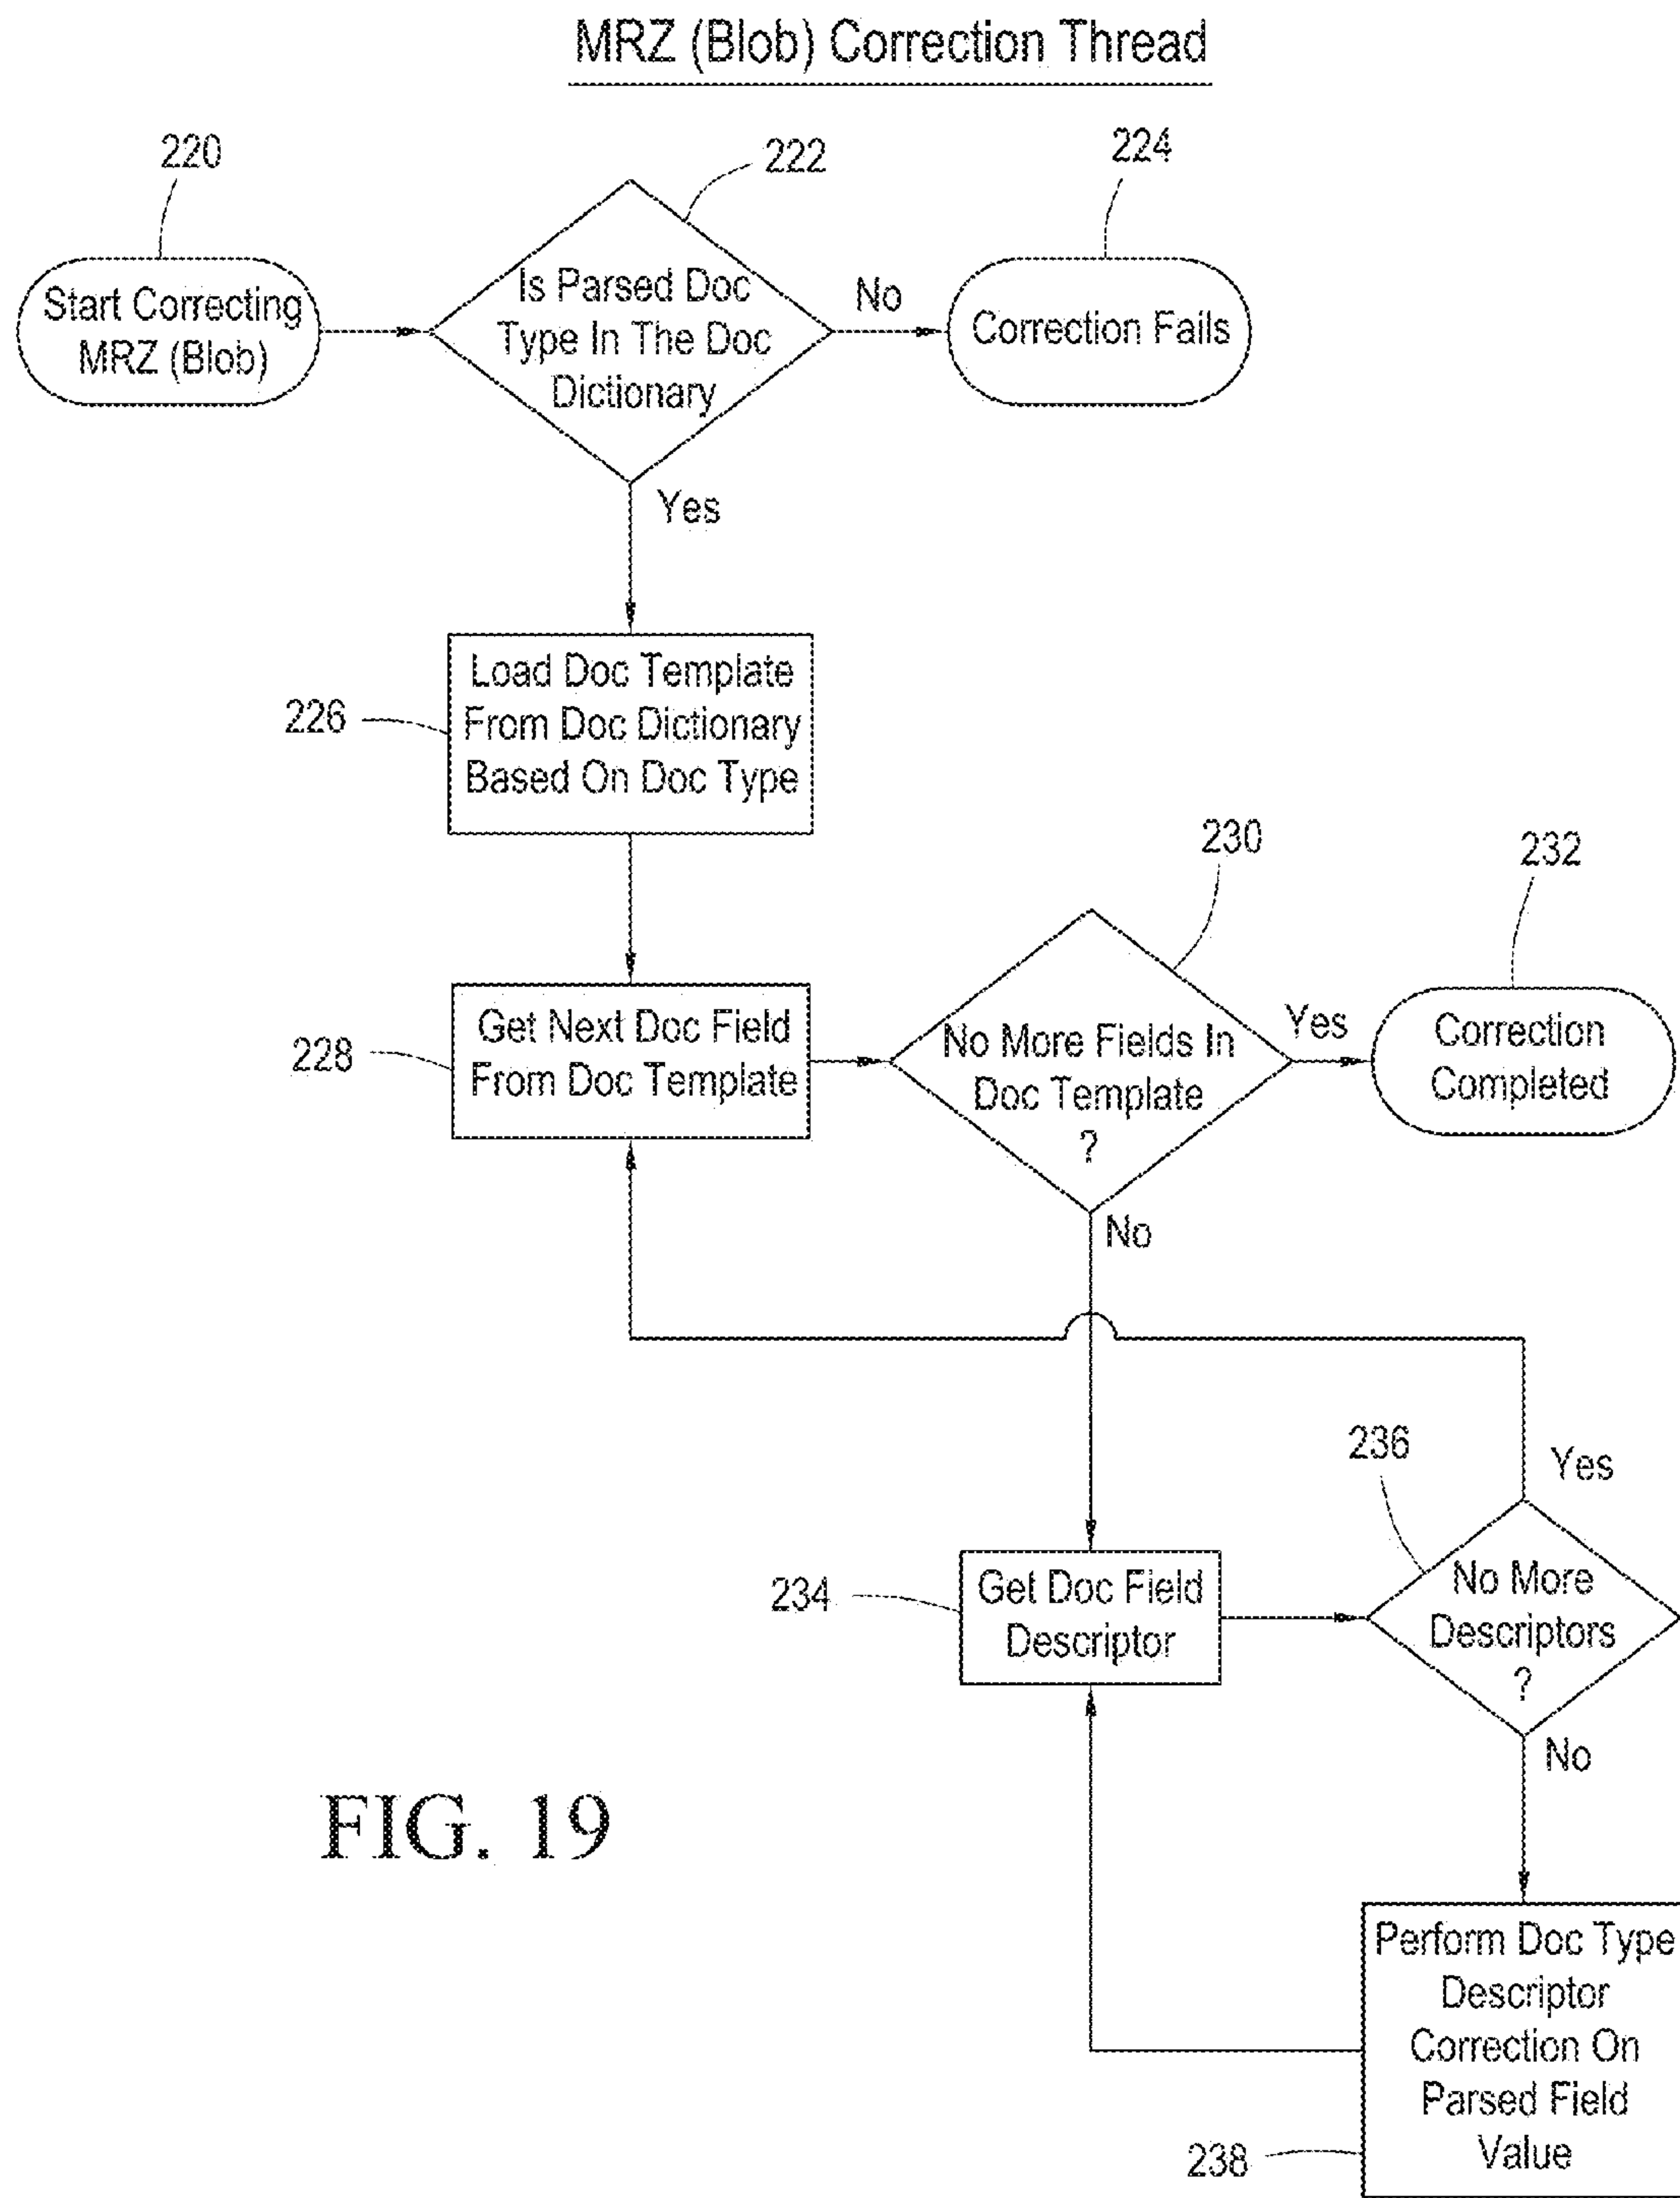 MRZ (Blob) Correction Thread
220
222
224
Start Correcting
MRZ (Blob)
Is Parsed Doc
Type In The Doc
Dictionary
No
Correction Fails
Yes
226
Load Doc Template
From Doc Dictionary
Based On Doc Type
230
232
228
Get Next Doc Field
From Doc Template
No More Fields In
Doc Template
?
Yes
Correction
Completed
No
236
Yes
234
Get Doc Field
Descriptor
No More
Descriptors
?
No
FIG. 19
Perform Doc Type
Descriptor
Correction On
Parsed Field
Value
238